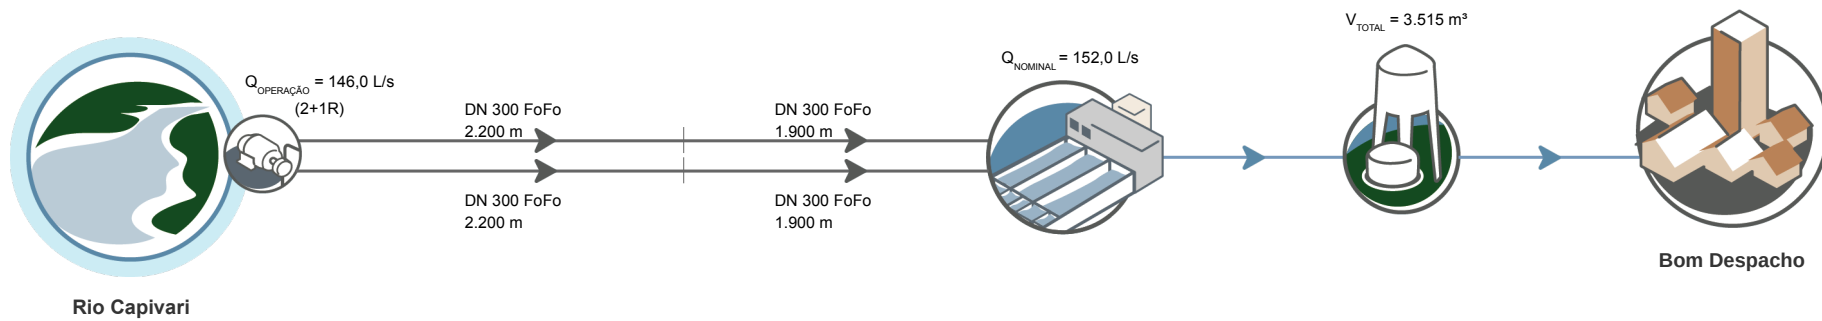 V_TOTAL = 3.515 m³
Q_NOMINAL = 152,0 L/s
Q_OPERAÇÃO = 146,0 L/s
(2+1R)
DN 300 FoFo
2.200 m
DN 300 FoFo
1.900 m
DN 300 FoFo
2.200 m
DN 300 FoFo
1.900 m
Bom Despacho
Rio Capivari